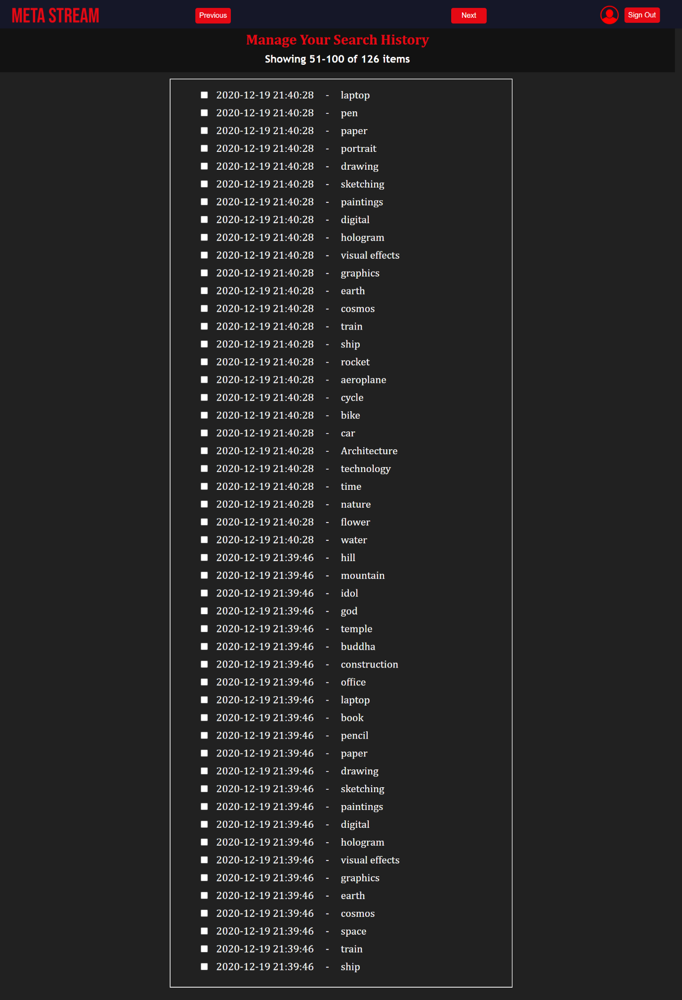 META STREAM Previous Next Sign Out
Manage Your Search History
Showing 51-100 of 126 items
2020-12-19 21:40:28 - laptop
2020-12-19 21:40:28 - pen
2020-12-19 21:40:28 - paper
2020-12-19 21:40:28 - portrait
2020-12-19 21:40:28 - drawing
2020-12-19 21:40:28 - sketching
2020-12-19 21:40:28 - paintings
2020-12-19 21:40:28 - digital
2020-12-19 21:40:28 - hologram
2020-12-19 21:40:28 - visual effects
2020-12-19 21:40:28 - graphics
2020-12-19 21:40:28 - earth
2020-12-19 21:40:28 - cosmos
2020-12-19 21:40:28 - train
2020-12-19 21:40:28 - ship
2020-12-19 21:40:28 - rocket
2020-12-19 21:40:28 - aeroplane
2020-12-19 21:40:28 - cycle
2020-12-19 21:40:28 - bike
2020-12-19 21:40:28 - car
2020-12-19 21:40:28 - Architecture
2020-12-19 21:40:28 - technology
2020-12-19 21:40:28 - time
2020-12-19 21:40:28 - nature
2020-12-19 21:40:28 - flower
2020-12-19 21:40:28 - water
2020-12-19 21:39:46 - hill
2020-12-19 21:39:46 - mountain
2020-12-19 21:39:46 - idol
2020-12-19 21:39:46 - god
2020-12-19 21:39:46 - temple
2020-12-19 21:39:46 - buddha
2020-12-19 21:39:46 - construction
2020-12-19 21:39:46 - office
2020-12-19 21:39:46 - laptop
2020-12-19 21:39:46 - book
2020-12-19 21:39:46 - pencil
2020-12-19 21:39:46 - paper
2020-12-19 21:39:46 - drawing
2020-12-19 21:39:46 - sketching
2020-12-19 21:39:46 - paintings
2020-12-19 21:39:46 - digital
2020-12-19 21:39:46 - hologram
2020-12-19 21:39:46 - visual effects
2020-12-19 21:39:46 - graphics
2020-12-19 21:39:46 - earth
2020-12-19 21:39:46 - cosmos
2020-12-19 21:39:46 - space
2020-12-19 21:39:46 - train
2020-12-19 21:39:46 - ship